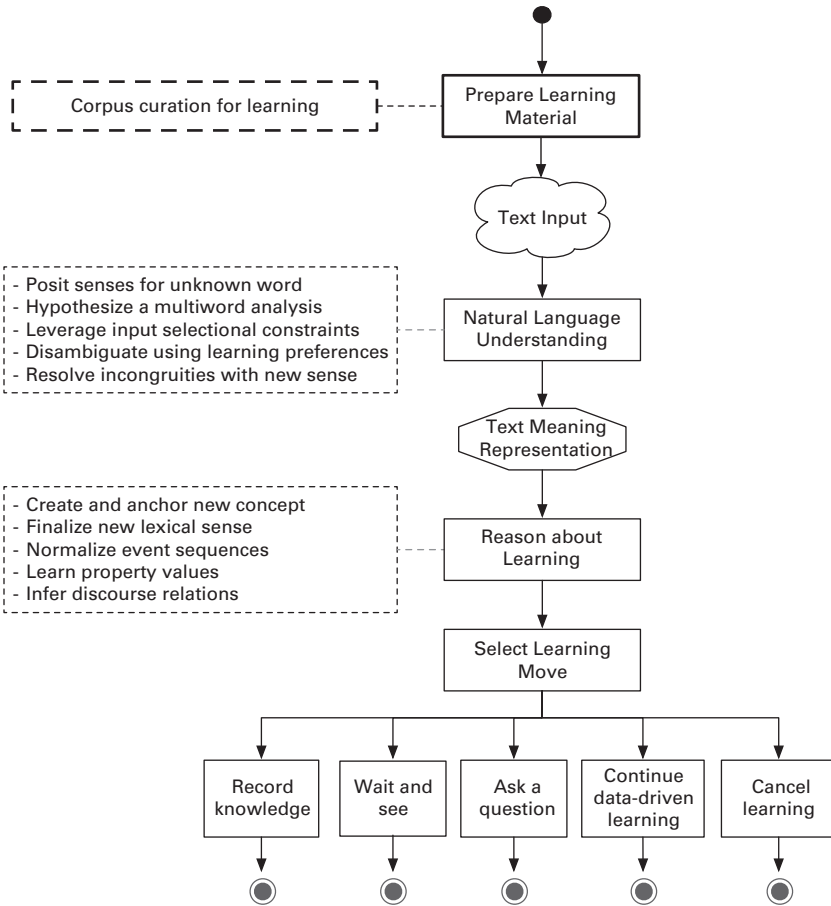 Corpus curation for learning
Prepare Learning
Material
Text Input
- Posit senses for unknown word
- Hypothesize a multiword analysis
- Leverage input selectional constraints
- Disambiguate using learning preferences
- Resolve incongruities with new sense
Natural Language
Understanding
Text Meaning
Representation
- Create and anchor new concept
- Finalize new lexical sense
- Normalize event sequences
- Learn property values
- Infer discourse relations
Reason about
Learning
Select Learning
Move
Record
knowledge
Wait and
see
Ask a
question
Continue
data-driven
learning
Cancel
learning